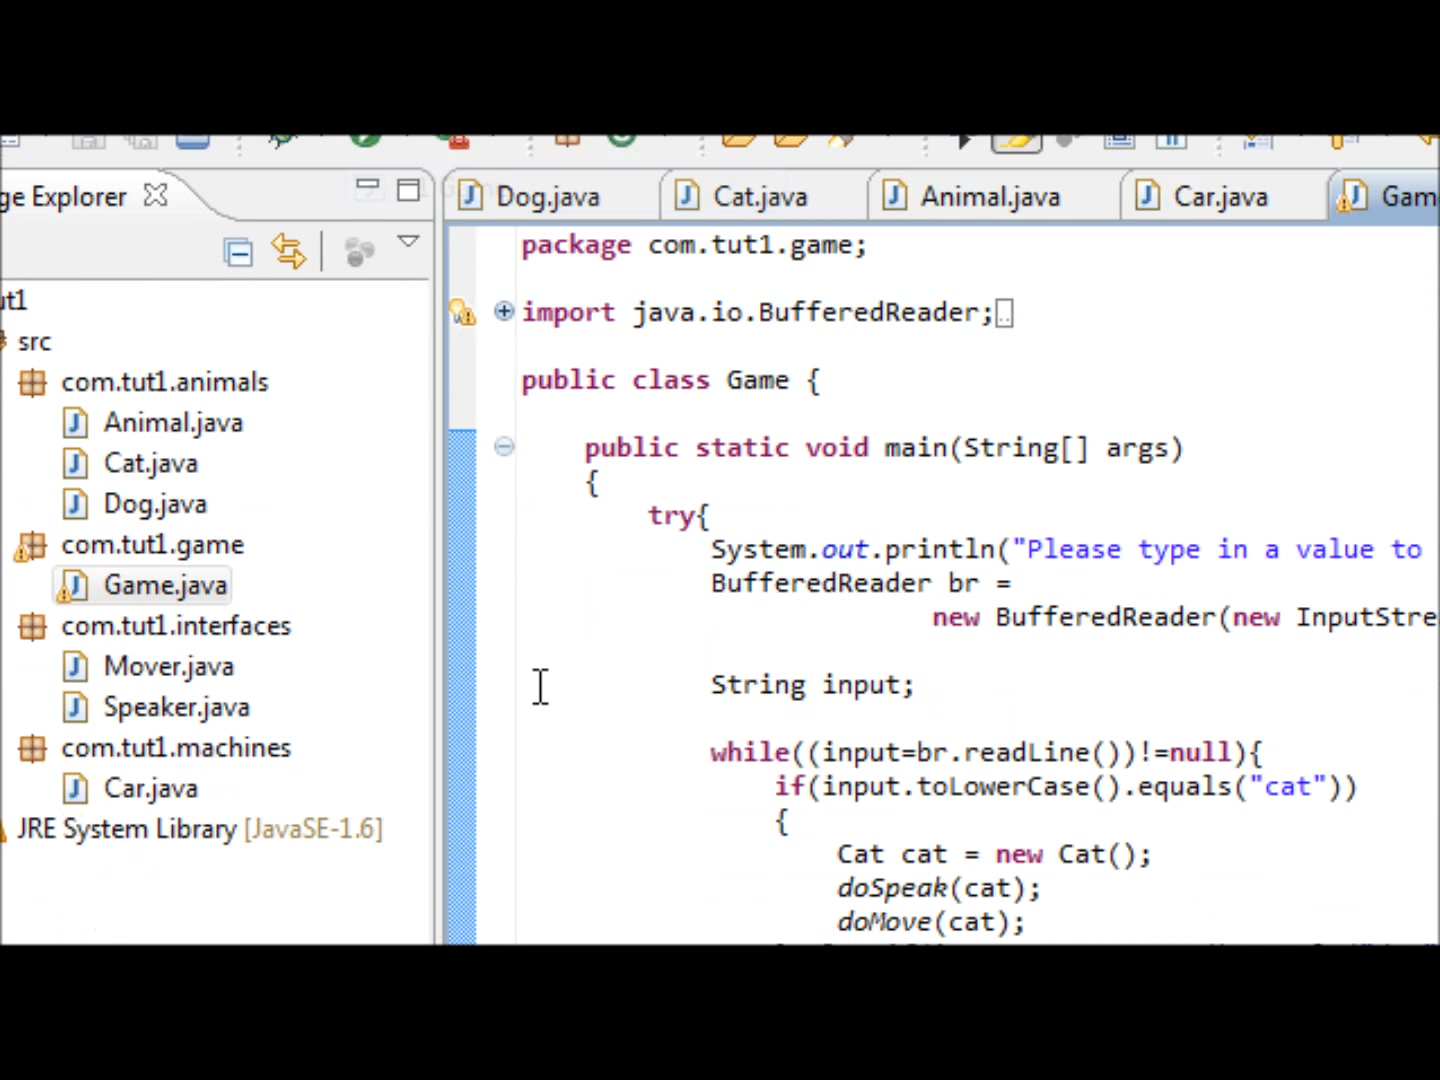 ge Explorer
Dog.java
Cat.java
Animal.java
Car.java
Gam
ut1
src
com.tut1.animals
Animal.java
Cat.java
Dog.java
com.tut1.game
Game.java
com.tut1.interfaces
Mover.java
Speaker.java
com.tut1.machines
Car.java
JRE System Library [JavaSE-1.6]
package com.tut1.game;
import java.io.BufferedReader;
public class Game {
public static void main(String[] args)
{
try{
System.out.println("Please type in a value to
BufferedReader br =
new BufferedReader(new InputStre
String input;
while((input=br.readLine())!=null){
if(input.toLowerCase().equals("cat"))
{
Cat cat = new Cat();
doSpeak(cat);
doMove(cat);